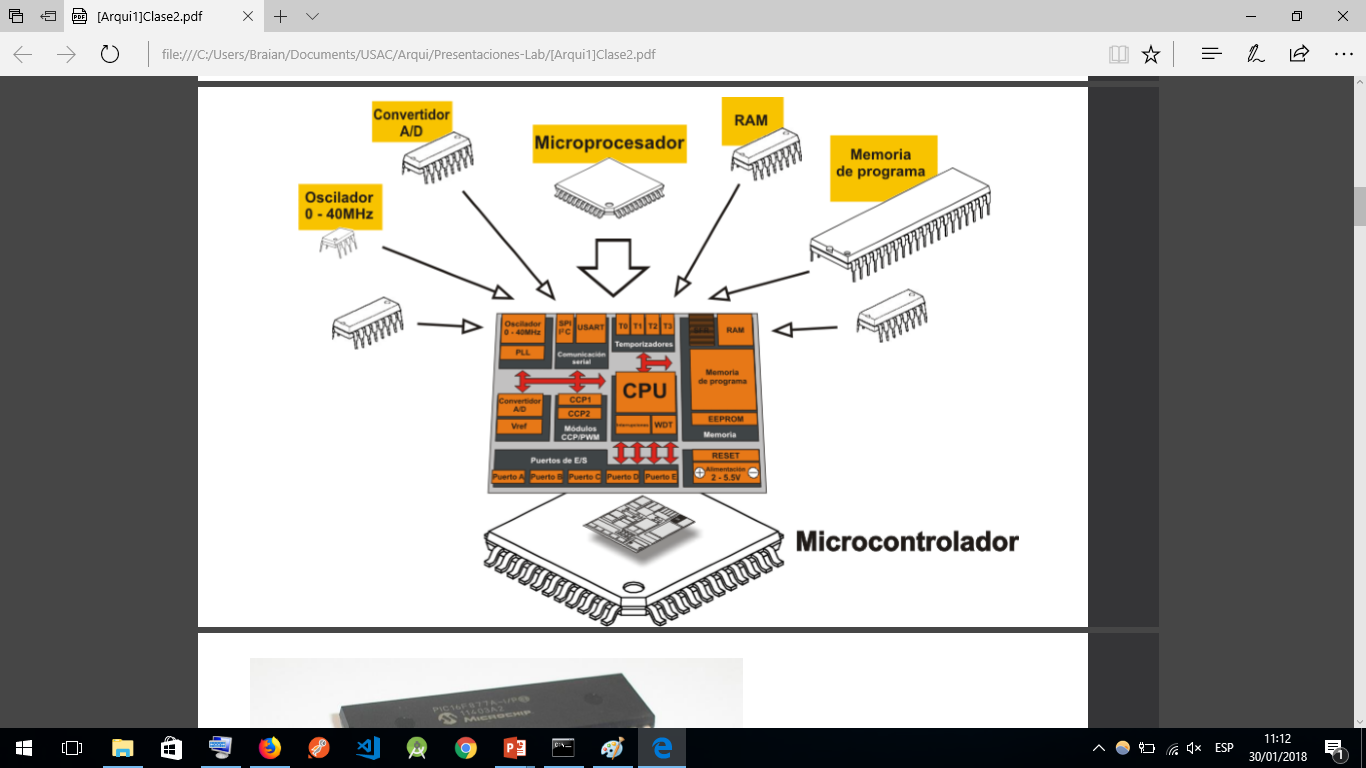 [Arqui1]Clase2.pdf
file:///C:/Users/Braian/Documents/USAC/Arqui/Presentaciones-Lab/[Arqui1]Clase2.pdf
Convertidor
A/D
Microprocesador
RAM
Memoria
de programa
Oscilador
0 - 40MHz
Oscilador
0 - 40MHz
PLL
SPI
I²C
USART
Comunicación
serial
T0 T1 T2 T3
Temporizadores
RAM
Memoria
de programa
EEPROM
Memoria
CPU
WDT
Convertidor
A/D
Vref
CCP1
CCP2
Módulos
CCP/PWM
Puertos de E/S
Puerto A Puerto B Puerto C Puerto D Puerto E
RESET
Alimentación
2 - 5.5V
Microcontrolador
PIC16F877A-I/P
MICROCHIP
ESP
11:12
30/01/2018
1